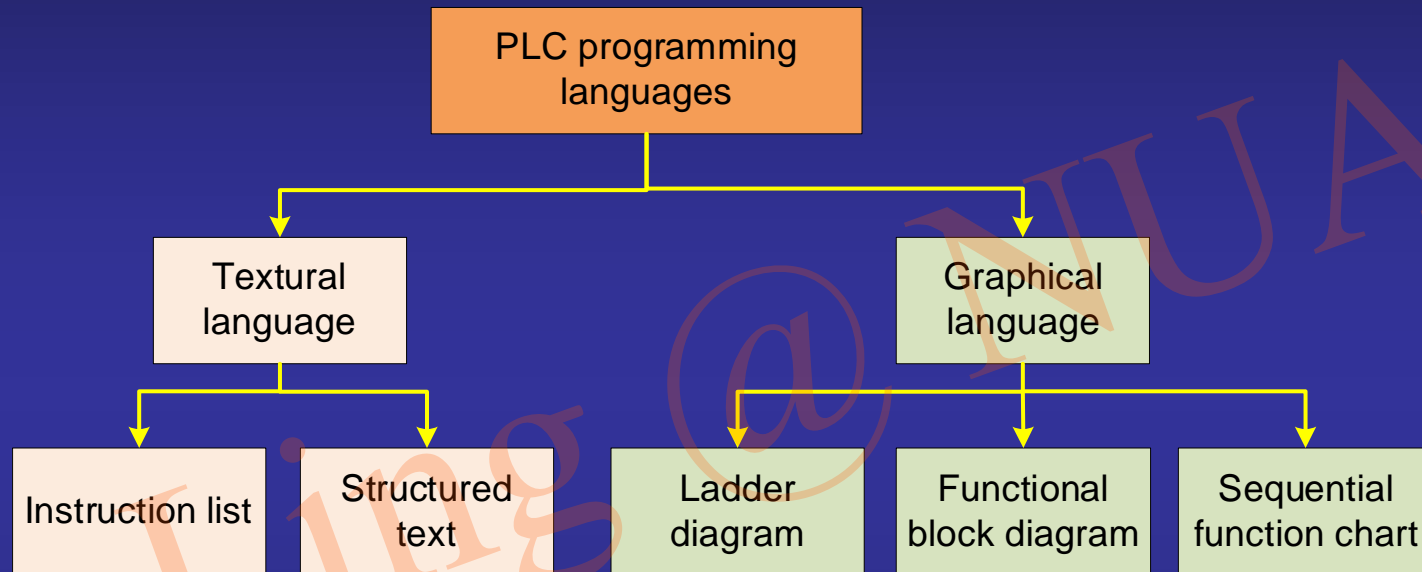 PLC programming
languages
Textural
language
Graphical
language
Instruction list
Structured
text
Ladder
diagram
Functional
block diagram
Sequential
function chart
Ling @ NUA